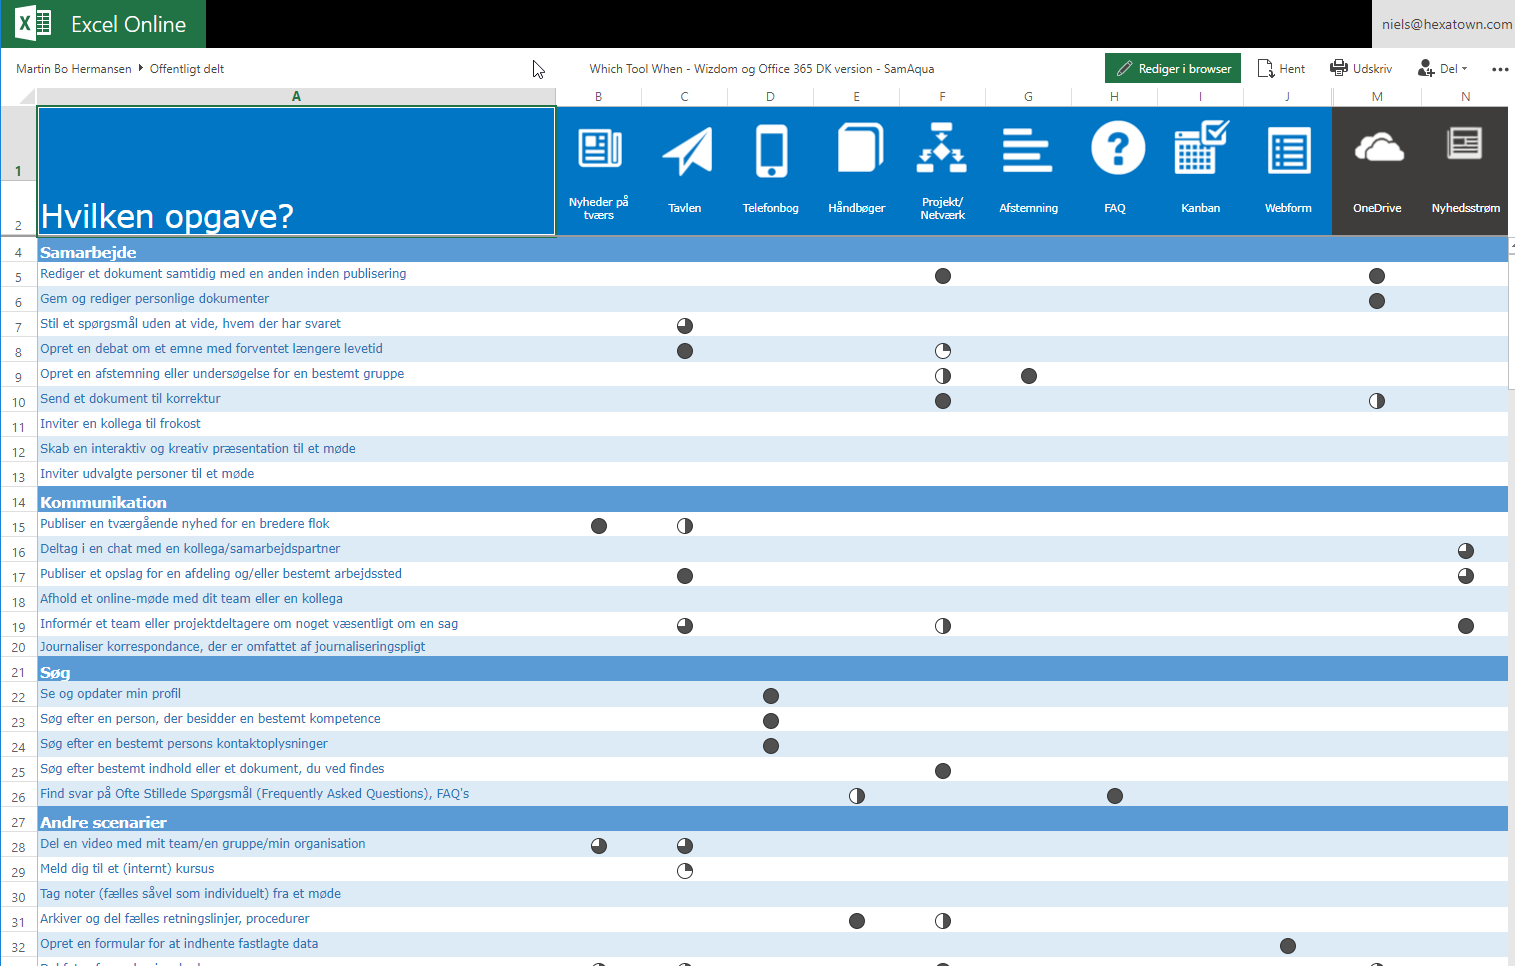 Excel Online
niels@hexatown.com
Martin Bo Hermansen
Offentligt delt
Which Tool When - Wizdom og Office 365 DK version - SamAqua
Rediger i browser
Hent
Udskriv
Del
A B C D E F G H I J M N
1
2
Hvilken opgave?
Nyheder på
tværs
Tavlen
Telefonbog
Håndbøger
Projekt/
Netværk
Afstemning
FAQ
Kanban
Webform
OneDrive
Nyhedsstrøm
4 Samarbejde
5 Rediger et dokument samtidig med en anden inden publisering
6 Gem og rediger personlige dokumenter
7 Stil et spørgsmål uden at vide, hvem der har svaret
8 Opret en debat om et emne med forventet længere levetid
9 Opret en afstemning eller undersøgelse for en bestemt gruppe
10 Send et dokument til korrektur
11 Inviter en kollega til frokost
12 Skab en interaktiv og kreativ præsentation til et møde
13 Inviter udvalgte personer til et møde
14 Kommunikation
15 Publiser en tværgående nyhed for en bredere flok
16 Deltag i en chat med en kollega/samarbejdspartner
17 Publiser et opslag for en afdeling og/eller bestemt arbejdssted
18 Afhold et online-møde med dit team eller en kollega
19 Informér et team eller projektdeltagere om noget væsentligt om en sag
20 Journaliser korrespondance, der er omfattet af journaliseringspligt
21 Søg
22 Se og opdater min profil
23 Søg efter en person, der besidder en bestemt kompetence
24 Søg efter en bestemt persons kontaktoplysninger
25 Søg efter bestemt indhold eller et dokument, du ved findes
26 Find svar på Ofte Stillede Spørgsmål (Frequently Asked Questions), FAQ's
27 Andre scenarier
28 Del en video med mit team/en gruppe/min organisation
29 Meld dig til et (internt) kursus
30 Tag noter (fælles såvel som individuelt) fra et møde
31 Arkiver og del fælles retningslinjer, procedurer
32 Opret en formular for at indhente fastlagte data